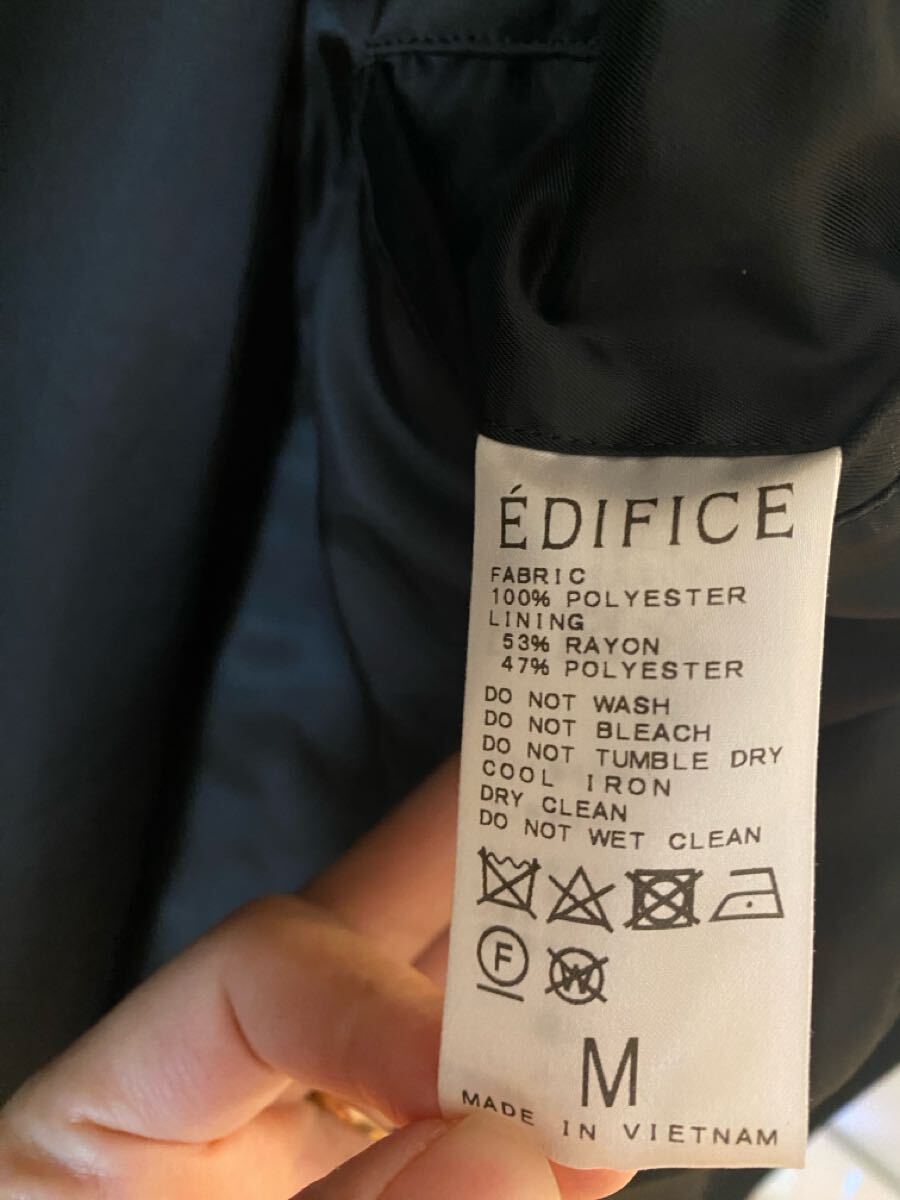 ÉDIFICE
FABRIC
100% POLYESTER
LINING
53% RAYON
47% POLYESTER
DO NOT WASH
DO NOT BLEACH
DO NOT TUMBLE DRY
COOL IRON
DRY CLEAN
DO NOT WET CLEAN
F W
M
MADE IN VIETNAM